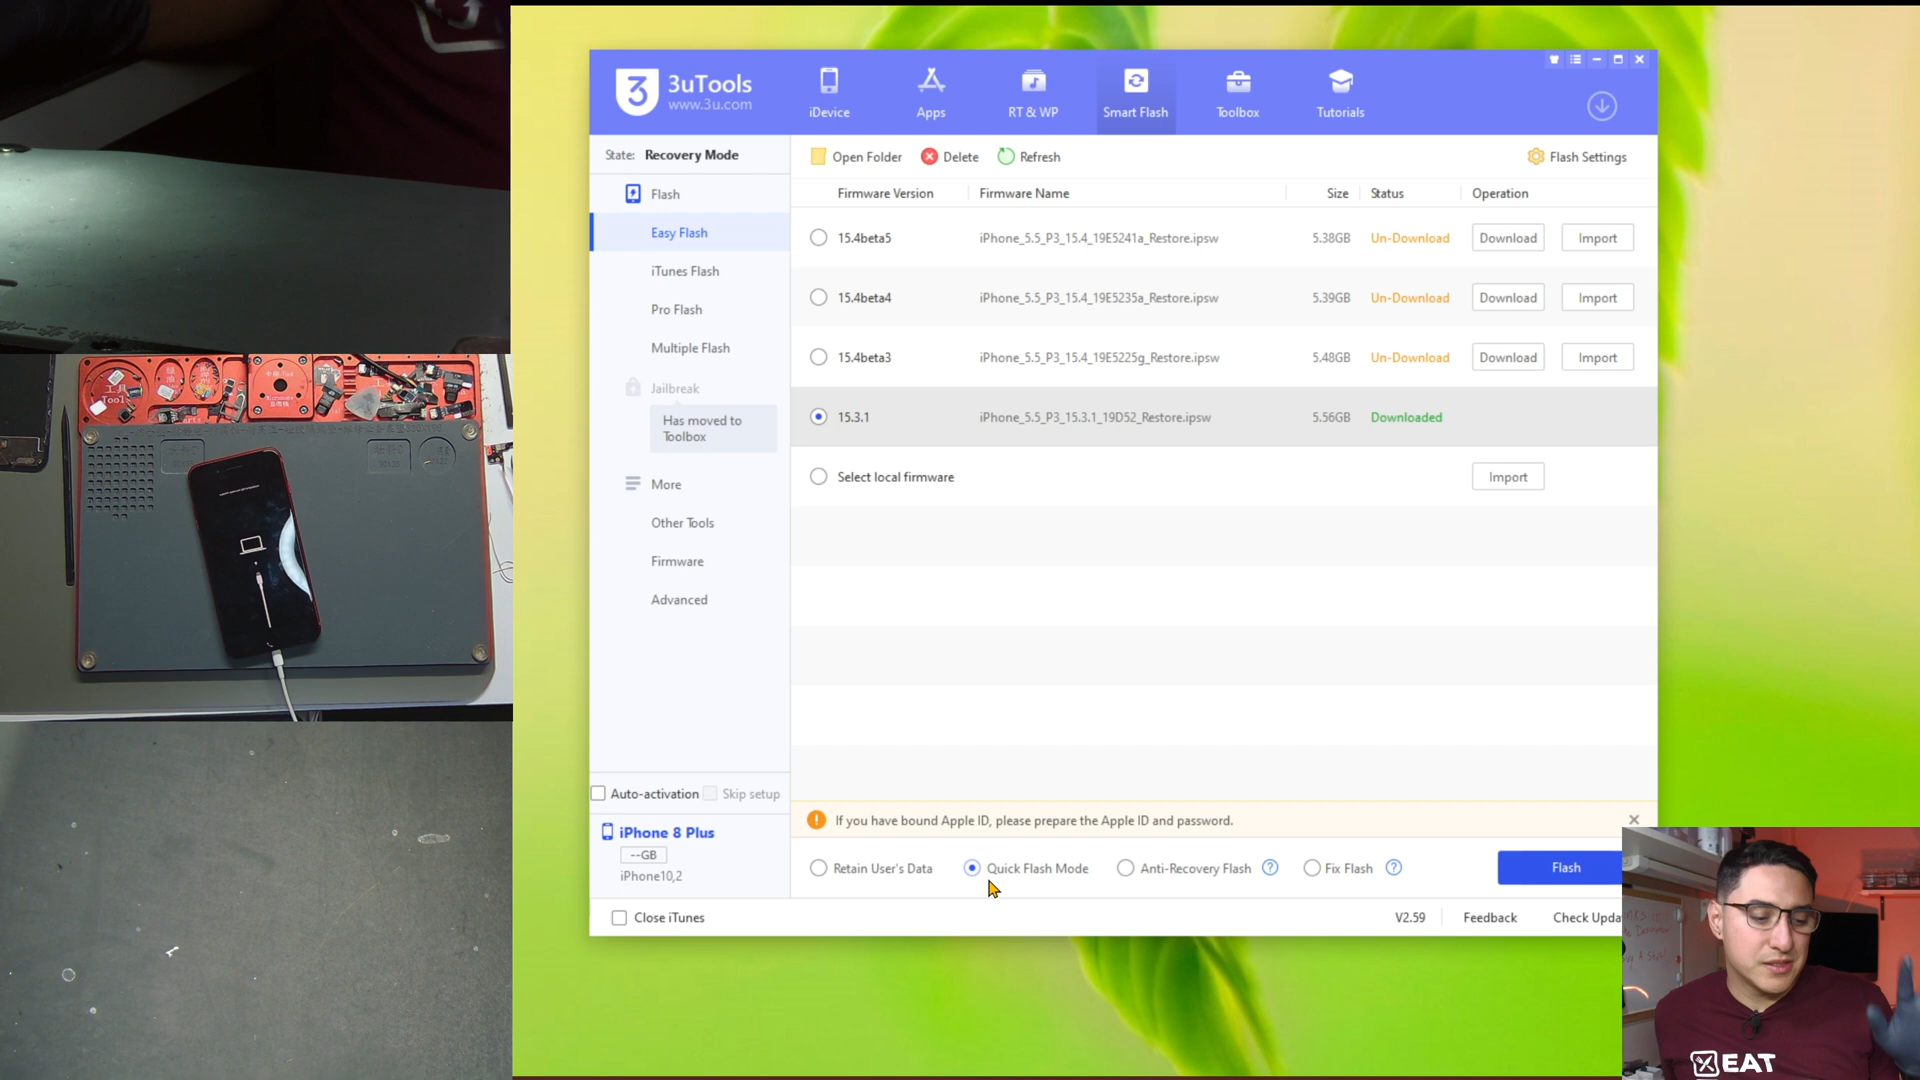 3 3uTools
www.3u.com
iDevice
Apps
RT & WP
Smart Flash
Toolbox
Tutorials
State: Recovery Mode
Flash
Easy Flash
iTunes Flash
Pro Flash
Multiple Flash
Jailbreak
Has moved to
Toolbox
More
Other Tools
Firmware
Advanced
Auto-activation Skip setup
iPhone 8 Plus
--GB
iPhone10,2
Open Folder Delete Refresh Flash Settings
Firmware Version Firmware Name Size Status Operation
15.4beta5 iPhone_5.5_P3_15.4_19E5241a_Restore.ipsw 5.38GB Un-Download Download Import
15.4beta4 iPhone_5.5_P3_15.4_19E5235a_Restore.ipsw 5.39GB Un-Download Download Import
15.4beta3 iPhone_5.5_P3_15.4_19E5225g_Restore.ipsw 5.48GB Un-Download Download Import
15.3.1 iPhone_5.5_P3_15.3.1_19D52_Restore.ipsw 5.56GB Downloaded
Select local firmware Import
If you have bound Apple ID, please prepare the Apple ID and password.
Retain User's Data Quick Flash Mode Anti-Recovery Flash ? Fix Flash ? Flash
Close iTunes V2.59 Feedback Check Upda
工具
Tool
EAT